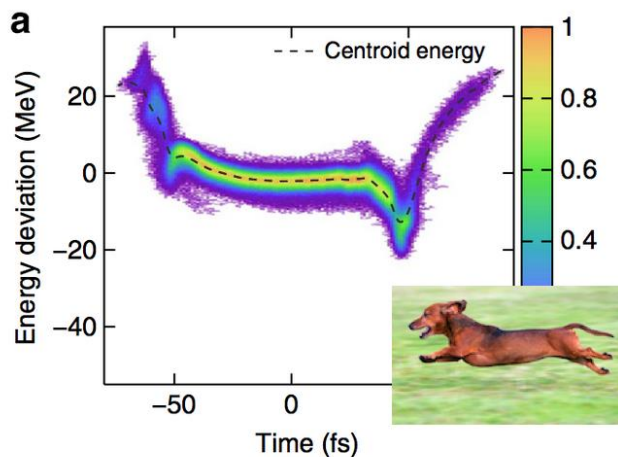 a
Centroid energy
Energy deviation (MeV)
20
0
−20
−40
−50
0
Time (fs)
1
0.8
0.6
0.4